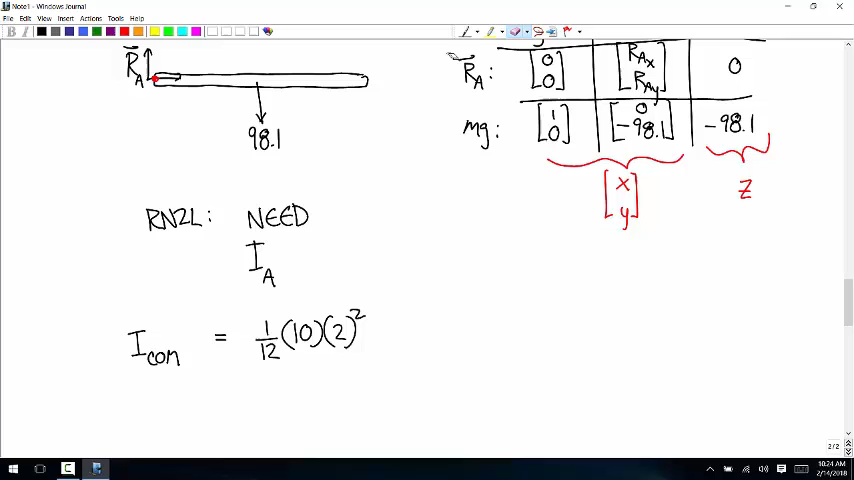 Note1 - Windows Journal
File Edit View Insert Actions Tools Help
R_A
98.1
R_A: [0 0] [R_Ax R_Ay] 0
mg: [1 0] [0 -98.1] -98.1
[x y] z
RN2L: NEED
I_A
I_com = 1/12 (10)(2)^2
2/2
10:24 AM
2/14/2018